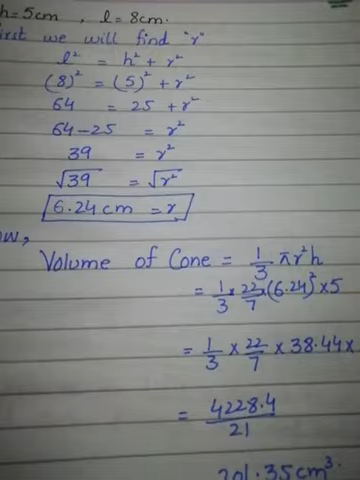 h=5cm , l=8cm.
first we will find "r"
l² = h² + r²
(8)² = (5)² + r²
64 = 25 + r²
64-25 = r²
39 = r²
√39 = √r²
6.24 cm = r
Now,
Volume of Cone = 1/3 πr²h
= 1/3 × 22/7 × (6.24)² × 5
= 1/3 × 22/7 × 38.44 ×
= 4228.4/21
201.35 cm³.